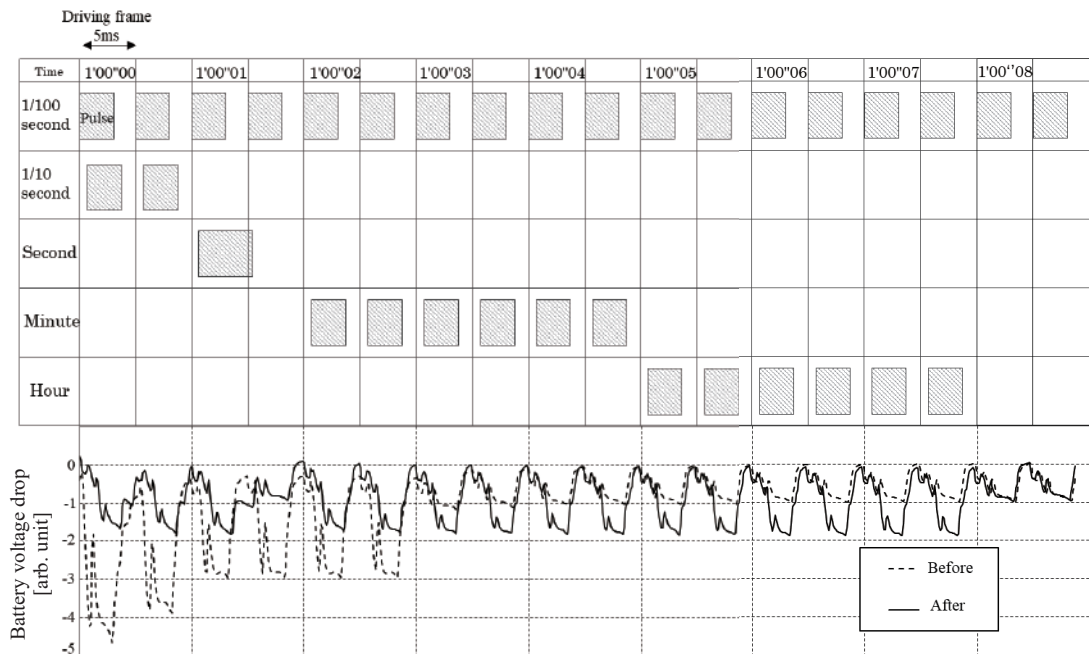 Driving frame
5ms
Time 1'00"00 1'00"01 1'00"02 1'00"03 1'00"04 1'00"05 1'00"06 1'00"07 1'00‘’08
1/100
second
Pulse
1/10
second
Second
Minute
Hour
Battery voltage drop
[arb. unit]
0
-1
-2
-3
-4
-5
Before
After